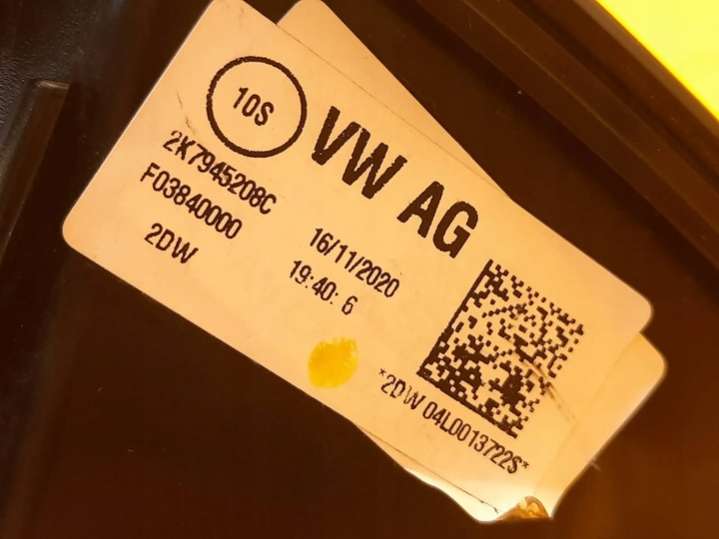 10S
VW AG
2K7945208C
F03840000
16/11/2020
2DW
19:40: 6
*2DW 04L0013722S*